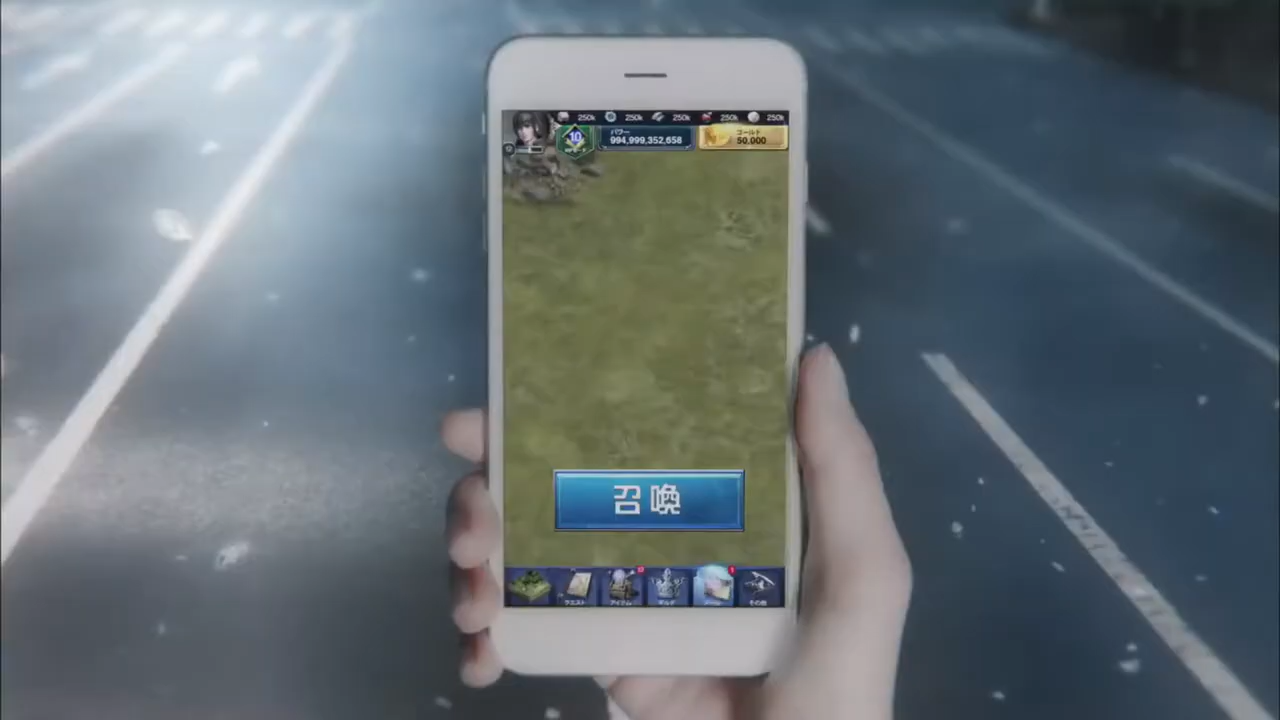 250k 250k 250k 250k 250k
10
パワー
994,999,352,658
ゴールド
50,000
召喚
クエスト アイテム ギルド その他